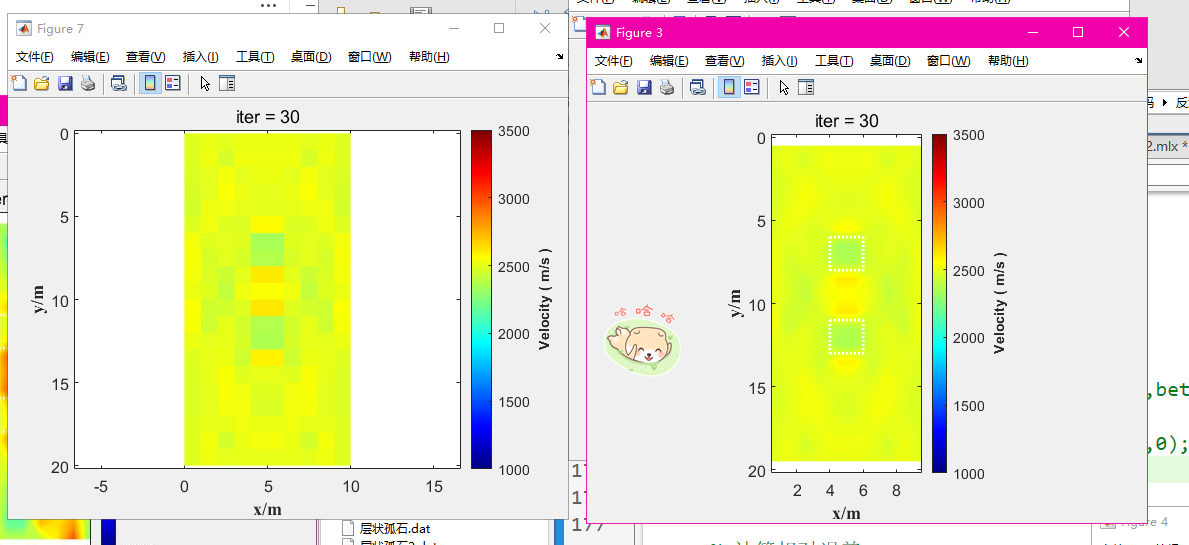 Figure 7
文件(F) 编辑(E) 查看(V) 插入(I) 工具(T) 桌面(D) 窗口(W) 帮助(H)
iter = 30
0
5
10
15
20
y/m
-5 0 5 10 15
x/m
3500
3000
2500
2000
1500
1000
Velocity ( m/s )
Figure 3
文件(F) 编辑(E) 查看(V) 插入(I) 工具(T) 桌面(D) 窗口(W) 帮助(H)
iter = 30
0
5
10
15
20
y/m
2 4 6 8
x/m
3500
3000
2500
2000
1500
1000
Velocity ( m/s )
哈 哈 哈
2.mlx *
,bet
,0);
层状孤石.dat
177
Figure 4